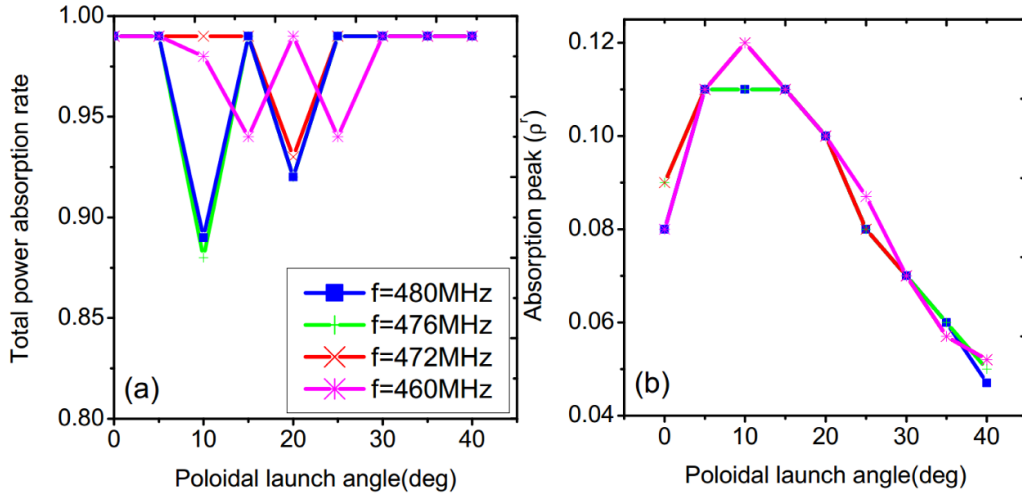 Total power absorption rate
1.00
0.95
0.90
0.85
0.80
f=480MHz
f=476MHz
f=472MHz
f=460MHz
(a)
0 10 20 30 40
Poloidal launch angle(deg)
Absorption peak (ρʳ)
0.12
0.10
0.08
0.06
0.04
(b)
0 10 20 30 40
Poloidal launch angle(deg)